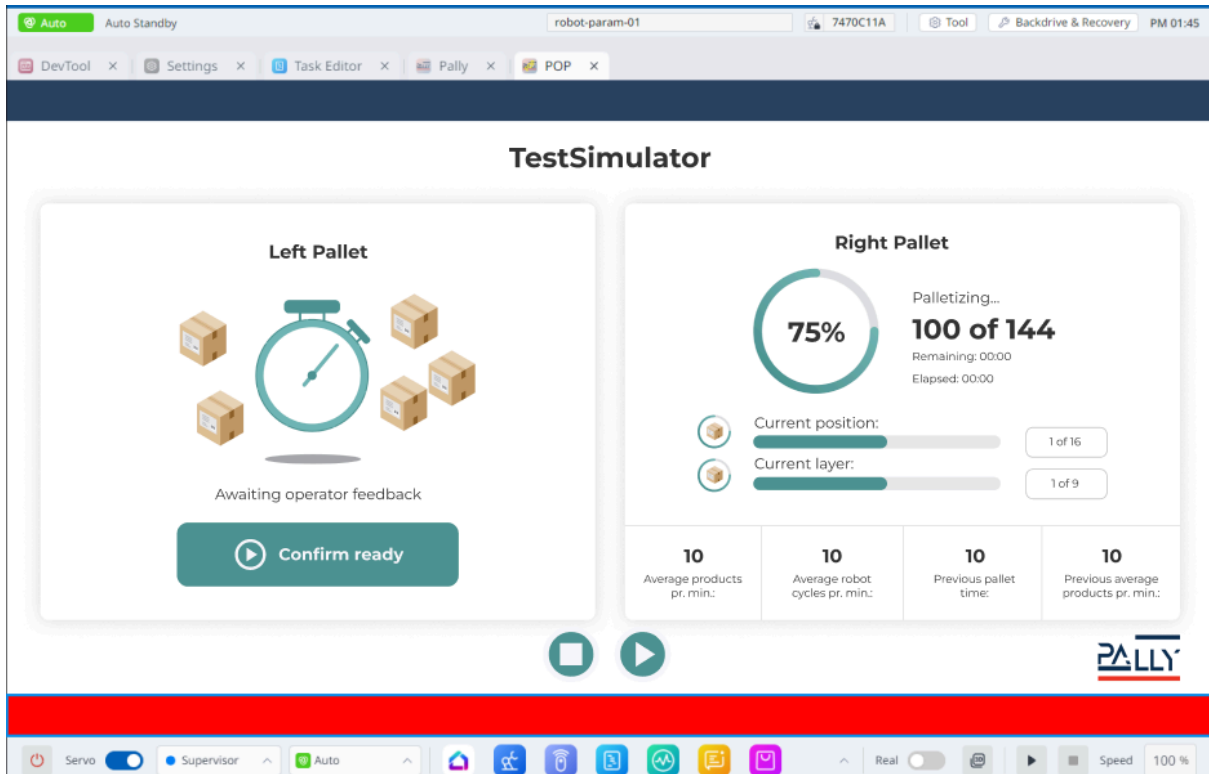 Auto
Auto Standby
robot-param-01
7470C11A
Tool
Backdrive & Recovery
PM 01:45
DevTool
Settings
Task Editor
Pally
POP
TestSimulator
Left Pallet
Awaiting operator feedback
Confirm ready
Right Pallet
75%
Palletizing...
100 of 144
Remaining: 00:00
Elapsed: 00:00
Current position:
1 of 16
Current layer:
1 of 9
10
Average products
pr. min.:
10
Average robot
cycles pr. min.:
10
Previous pallet
time:
10
Previous average
products pr. min.:
PALLY
Servo
Supervisor
Auto
Real
Speed
100 %